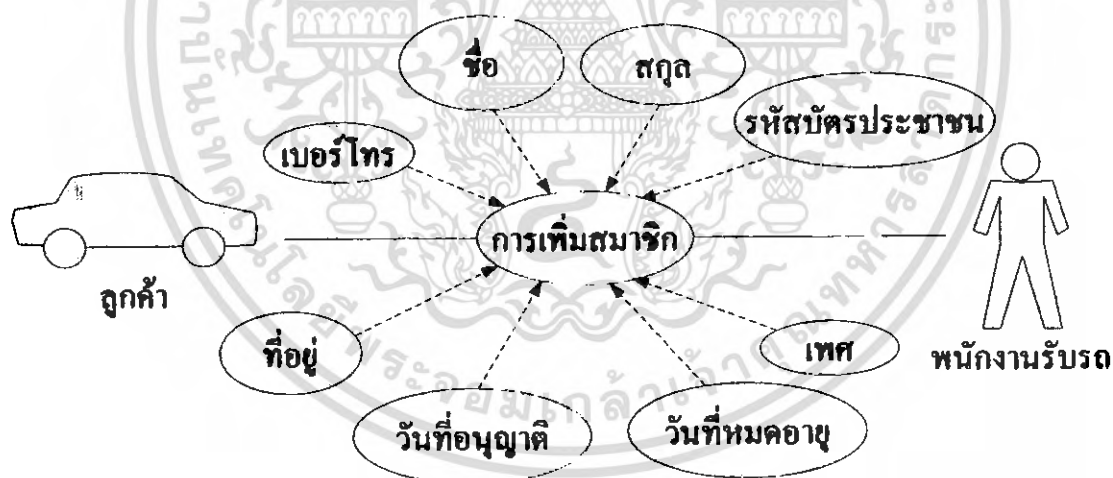 ชื่อ
สกุล
รหัสบัตรประชาชน
เบอร์โทร
การเพิ่มสมาชิก
ลูกค้า
ที่อยู่
เพศ
พนักงานรับรถ
วันที่อนุญาติ
วันที่หมดอายุ